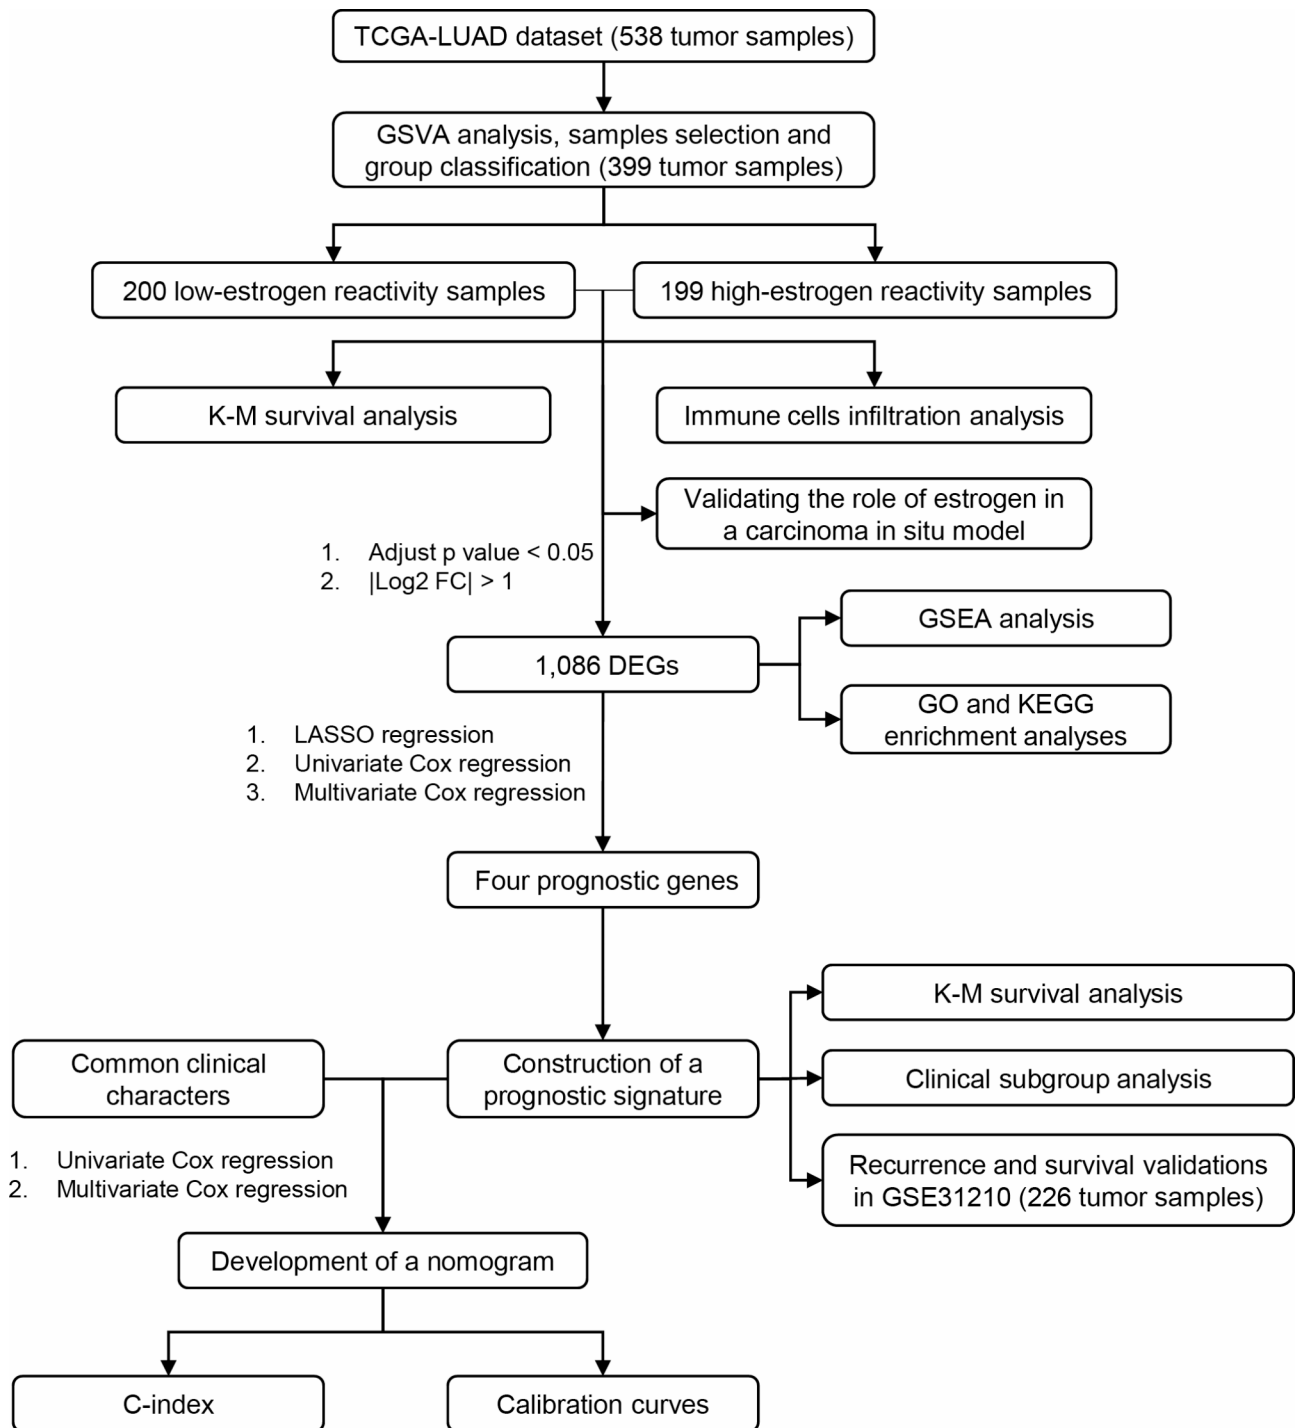 TCGA-LUAD dataset (538 tumor samples)
GSVA analysis, samples selection and
group classification (399 tumor samples)
200 low-estrogen reactivity samples
199 high-estrogen reactivity samples
K-M survival analysis
Immune cells infiltration analysis
Validating the role of estrogen in
a carcinoma in situ model
1. Adjust p value < 0.05
2. |Log2 FC| > 1
GSEA analysis
1,086 DEGs
GO and KEGG
enrichment analyses
1. LASSO regression
2. Univariate Cox regression
3. Multivariate Cox regression
Four prognostic genes
K-M survival analysis
Common clinical
characters
Construction of a
prognostic signature
Clinical subgroup analysis
Recurrence and survival validations
in GSE31210 (226 tumor samples)
1. Univariate Cox regression
2. Multivariate Cox regression
Development of a nomogram
C-index
Calibration curves